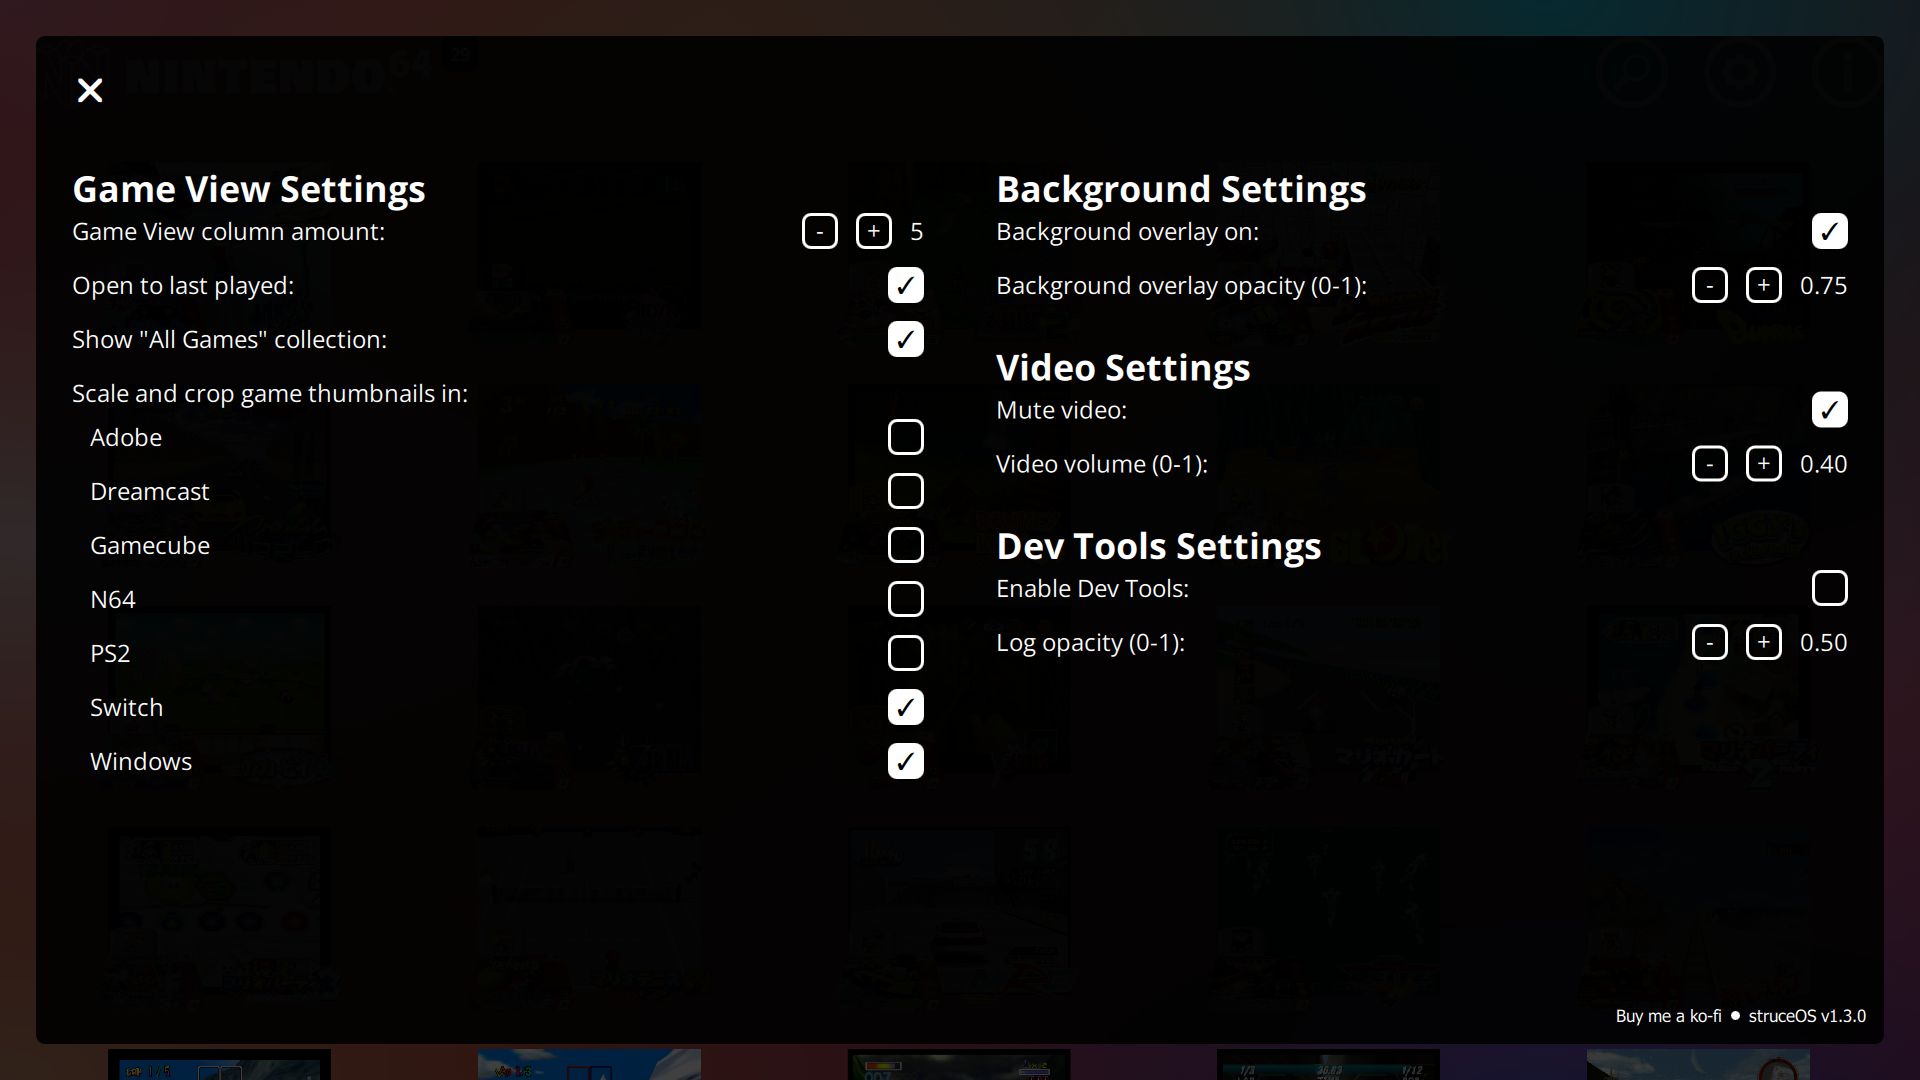 NINTENDO64 29
Game View Settings
Game View column amount: - + 5
Open to last played: ✓
Show "All Games" collection: ✓
Scale and crop game thumbnails in:
Adobe
Dreamcast
Gamecube
N64
PS2
Switch ✓
Windows ✓
Background Settings
Background overlay on: ✓
Background overlay opacity (0-1): - + 0.75
Video Settings
Mute video: ✓
Video volume (0-1): - + 0.40
Dev Tools Settings
Enable Dev Tools:
Log opacity (0-1): - + 0.50
Buy me a ko-fi ● struceOS v1.3.0